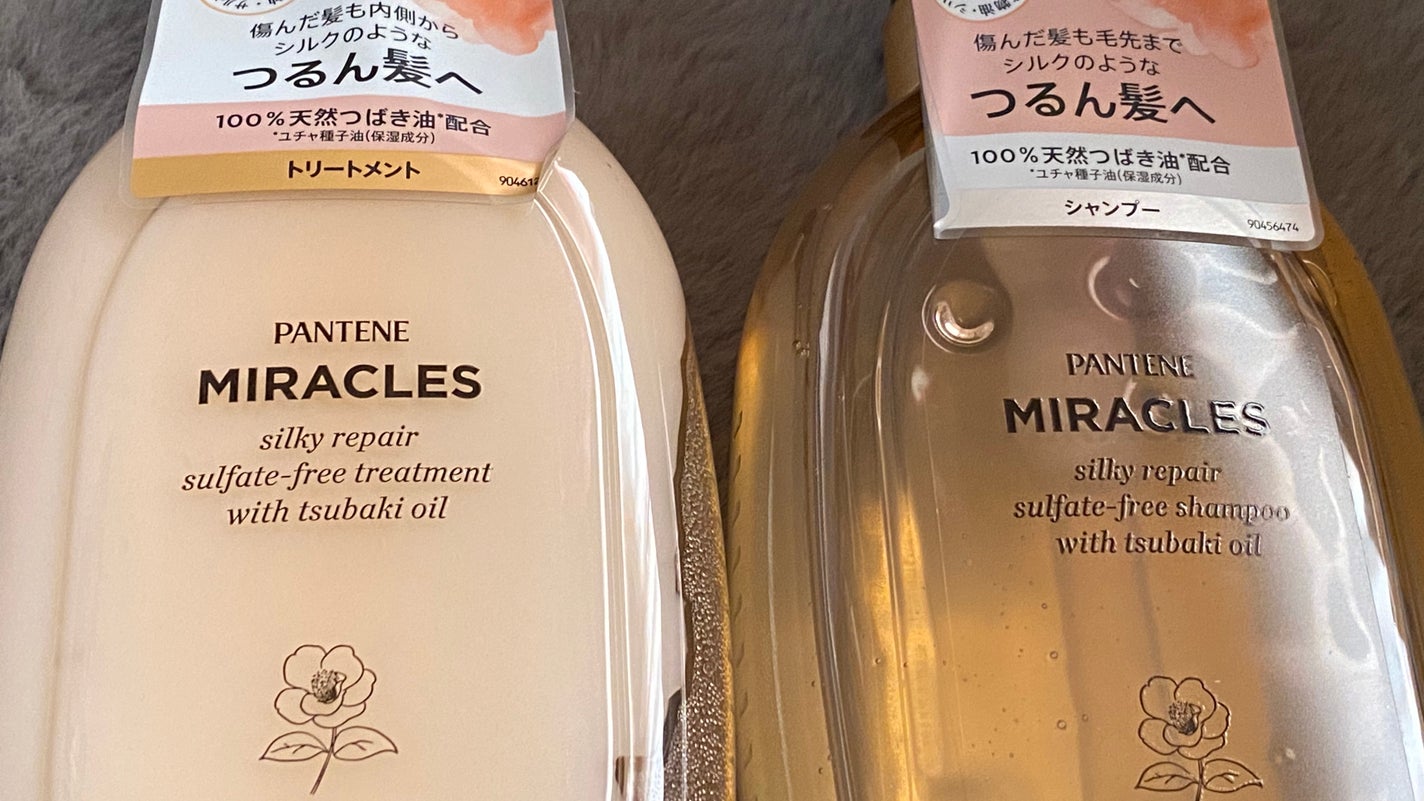 傷んだ髪も内側から
シルクのような
つるん髪へ
100%天然つばき油*配合
*ユチャ種子油(保湿成分)
トリートメント
PANTENE
MIRACLES
silky repair
sulfate-free treatment
with tsubaki oil
傷んだ髪も毛先まで
シルクのような
つるん髪へ
100%天然つばき油*配合
*ユチャ種子油(保湿成分)
シャンプー
90456474
PANTENE
MIRACLES
silky repair
sulfate-free shampoo
with tsubaki oil